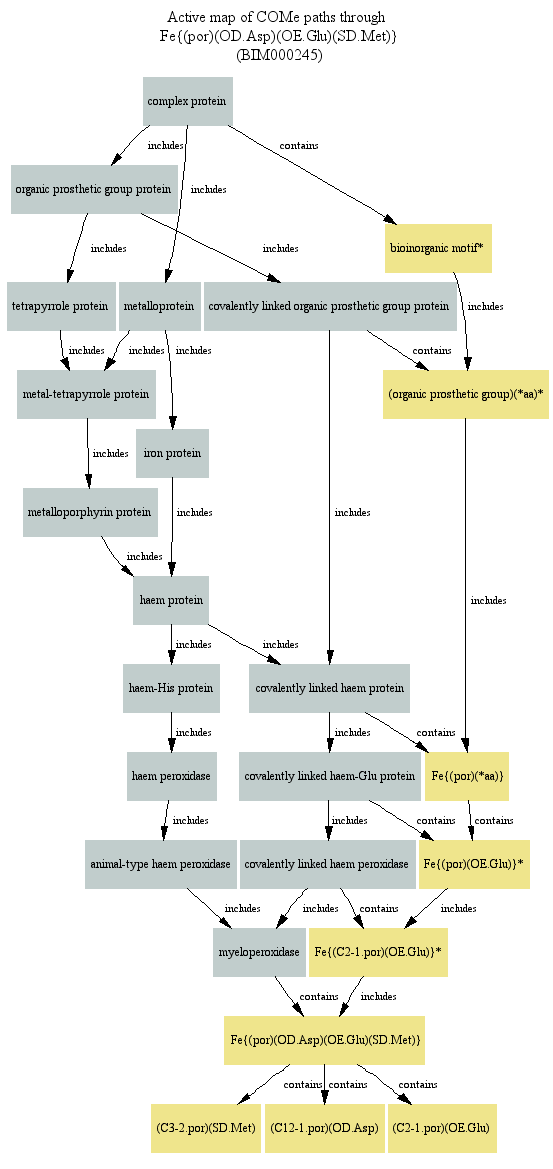 Active map of COMe paths through
Fe{(por)(OD.Asp)(OE.Glu)(SD.Met)}
(BIM000245)
complex protein
includes
contains
organic prosthetic group protein
includes
bioinorganic motif*
includes
includes
tetrapyrrole protein
metalloprotein
covalently linked organic prosthetic group protein
includes
includes
includes
includes
contains
metal-tetrapyrrole protein
(organic prosthetic group)(*aa)*
includes
iron protein
metalloporphyrin protein
includes
includes
includes
haem protein
includes
includes
includes
haem-His protein
covalently linked haem protein
includes
includes
contains
haem peroxidase
covalently linked haem-Glu protein
Fe{(por)(*aa)}
includes
includes
contains
contains
animal-type haem peroxidase
covalently linked haem peroxidase
Fe{(por)(OE.Glu)}*
includes
includes
contains
includes
myeloperoxidase
Fe{(C2-1.por)(OE.Glu)}*
contains
includes
Fe{(por)(OD.Asp)(OE.Glu)(SD.Met)}
contains
contains
contains
(C3-2.por)(SD.Met)
(C12-1.por)(OD.Asp)
(C2-1.por)(OE.Glu)